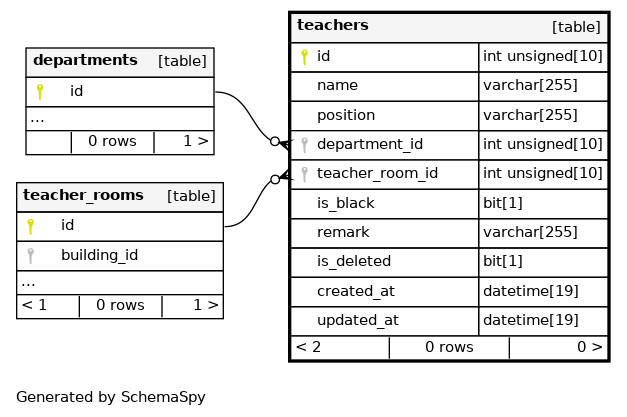 departments [table]
id
...
0 rows 1 >
teacher_rooms [table]
id
building_id
...
< 1 0 rows 1 >
teachers [table]
id int unsigned[10]
name varchar[255]
position varchar[255]
department_id int unsigned[10]
teacher_room_id int unsigned[10]
is_black bit[1]
remark varchar[255]
is_deleted bit[1]
created_at datetime[19]
updated_at datetime[19]
< 2 0 rows 0 >
Generated by SchemaSpy